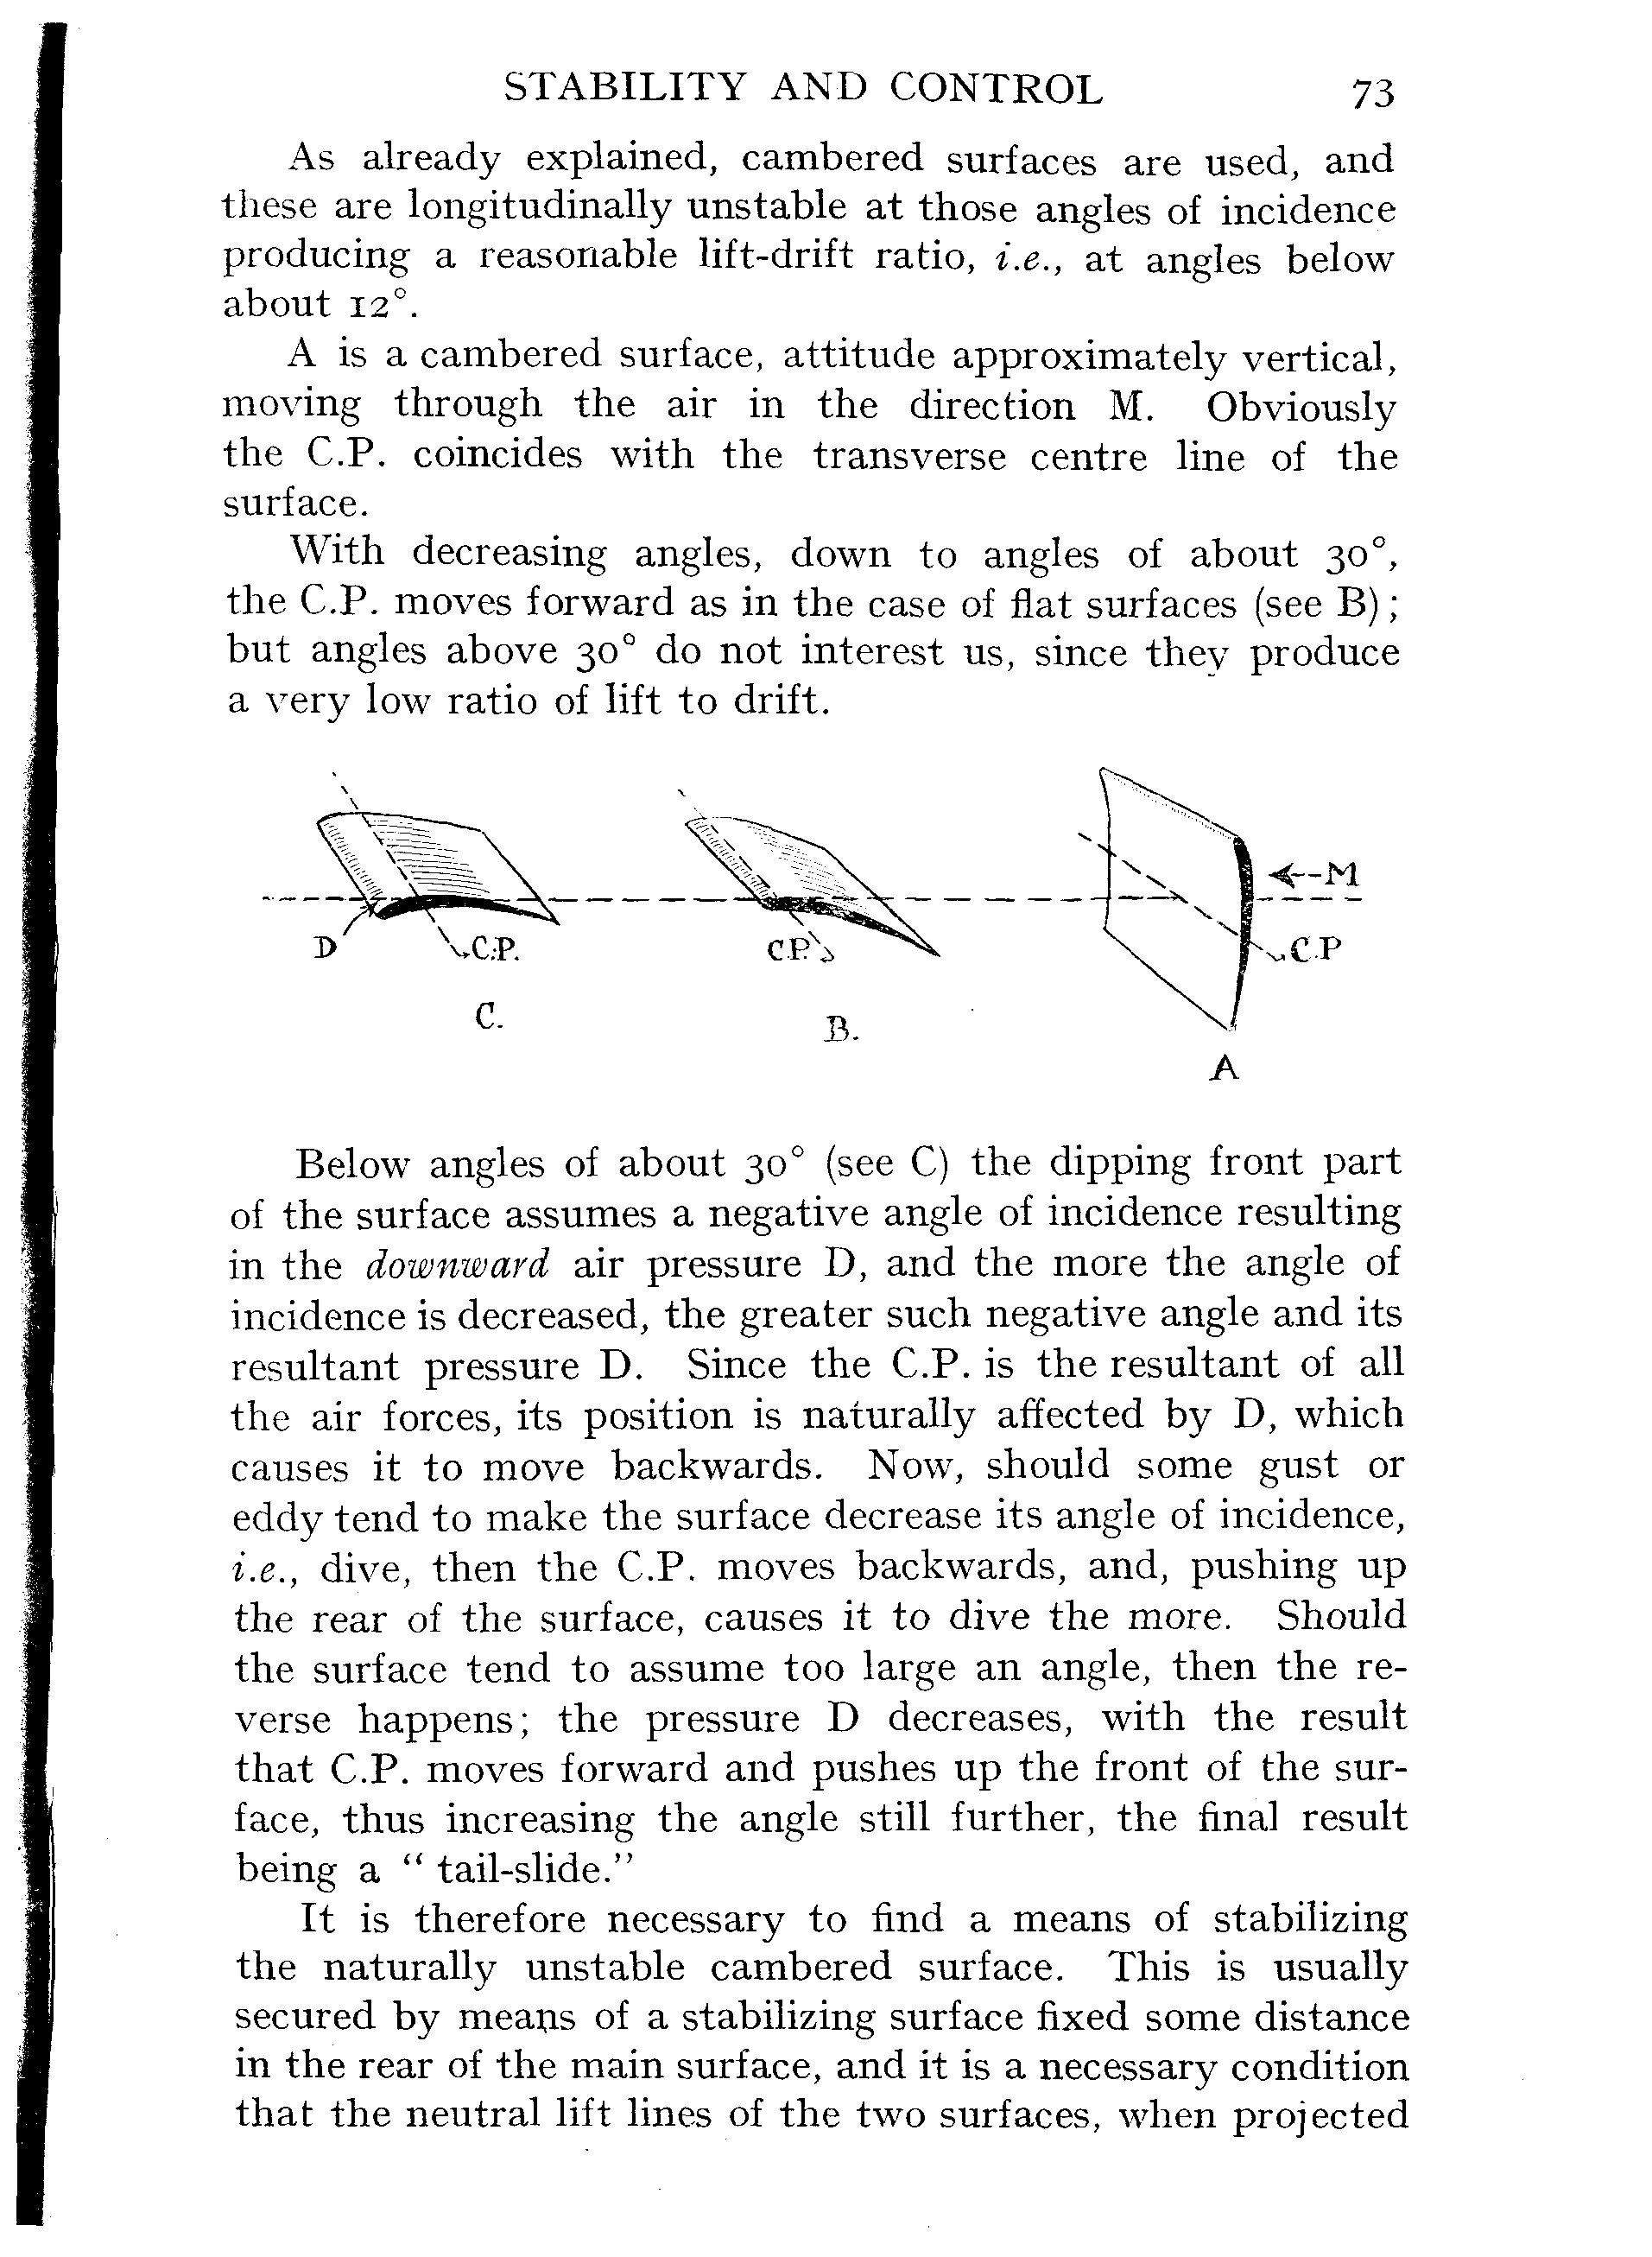 STABILITY AND CONTROL 73
As already explained, cambered surfaces are used, and
these are longitudinally unstable at those angles of incidence
producing a reasonable lift-drift ratio, i.e., at angles below
about 12°.
A is a cambered surface, attitude approximately vertical,
moving through the air in the direction M. Obviously
the C.P. coincides with the transverse centre line of the
surface.
With decreasing angles, down to angles of about 30°,
the C.P. moves forward as in the case of flat surfaces (see B);
but angles above 30° do not interest us, since they produce
a very low ratio of lift to drift.
M
D C.P. C.P. C.P
C. B.
A
Below angles of about 30° (see C) the dipping front part
of the surface assumes a negative angle of incidence resulting
in the downward air pressure D, and the more the angle of
incidence is decreased, the greater such negative angle and its
resultant pressure D. Since the C.P. is the resultant of all
the air forces, its position is naturally affected by D, which
causes it to move backwards. Now, should some gust or
eddy tend to make the surface decrease its angle of incidence,
i.e., dive, then the C.P. moves backwards, and, pushing up
the rear of the surface, causes it to dive the more. Should
the surface tend to assume too large an angle, then the re-
verse happens; the pressure D decreases, with the result
that C.P. moves forward and pushes up the front of the sur-
face, thus increasing the angle still further, the final result
being a “ tail-slide.”
It is therefore necessary to find a means of stabilizing
the naturally unstable cambered surface. This is usually
secured by means of a stabilizing surface fixed some distance
in the rear of the main surface, and it is a necessary condition
that the neutral lift lines of the two surfaces, when projected